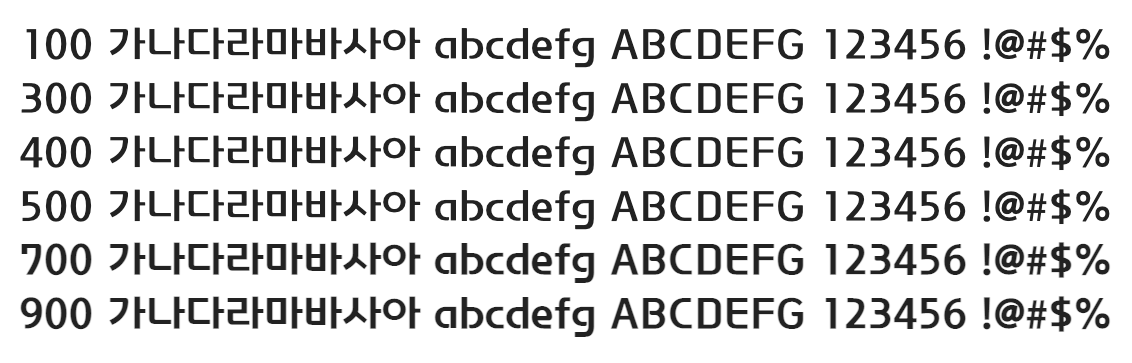 100 가나다라마바사아 abcdefg ABCDEFG 123456 !@#$%
300 가나다라마바사아 abcdefg ABCDEFG 123456 !@#$%
400 가나다라마바사아 abcdefg ABCDEFG 123456 !@#$%
500 가나다라마바사아 abcdefg ABCDEFG 123456 !@#$%
700 가나다라마바사아 abcdefg ABCDEFG 123456 !@#$%
900 가나다라마바사아 abcdefg ABCDEFG 123456 !@#$%